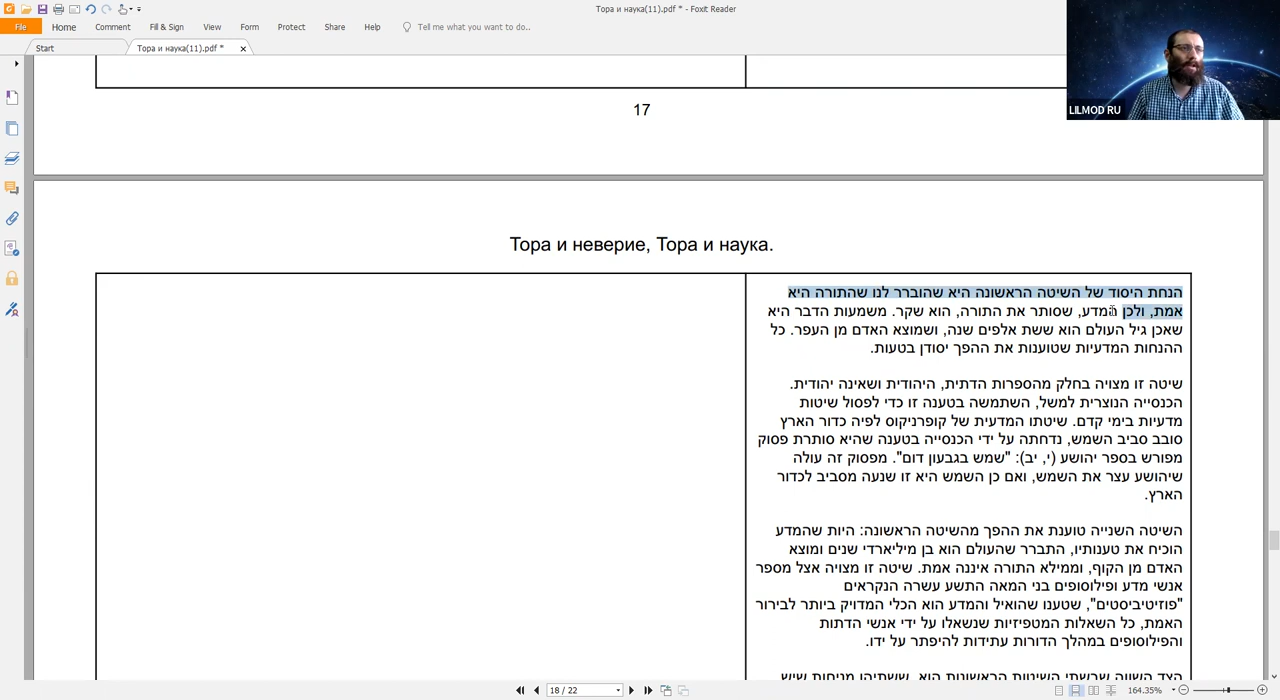 Тора и наука(11).pdf * - Foxit Reader
File Home Comment Fill & Sign View Form Protect Share Help Tell me what you want to do..
Start Тора и наука(11).pdf *
LILMOD RU
17
Тора и неверие, Тора и наука.
הנחת היסוד של השיטה הראשונה היא שהוברר לנו שהתורה היא
אמת, ולכן המדע, שסותר את התורה, הוא שקר. משמעות הדבר היא
שאכן גיל העולם הוא ששת אלפים שנה, ושמוצא האדם מן העפר. כל
ההנחות המדעיות שטוענות את ההפך יסודן בטעות.
שיטה זו מצויה בחלק מהספרות הדתית, היהודית ושאינה יהודית.
הכנסייה הנוצרית למשל, השתמשה בטענה זו כדי לפסול שיטות
מדעיות בימי קדם. שיטתו המדעית של קופרניקוס לפיה כדור הארץ
סובב סביב השמש, נדחתה על ידי הכנסייה בטענה שהיא סותרת פסוק
מפורש בספר יהושע (י, יב): "שמש בגבעון דום". מפסוק זה עולה
שיהושע עצר את השמש, ואם כן השמש היא זו שנעה מסביב לכדור
הארץ.
השיטה השנייה טוענת את ההפך מהשיטה הראשונה: היות שהמדע
הוכיח את טענותיו, התברר שהעולם הוא בן מיליארדי שנים ומוצא
האדם מן הקוף, וממילא התורה איננה אמת. שיטה זו מצויה אצל מספר
אנשי מדע ופילוסופים בני המאה התשע עשרה הנקראים
"פוזיטיביסטים", שטענו שהואיל והמדע הוא הכלי המדויק ביותר לבירור
האמת, כל השאלות המטפיזיות שנשאלו על ידי אנשי הדתות
והפילוסופים במהלך הדורות עתידות להיפתר על ידו.
הצד השווה שבשתי השיטות הראשונות הוא, ששתיהן מניחות שיש
18 / 22
164.35%